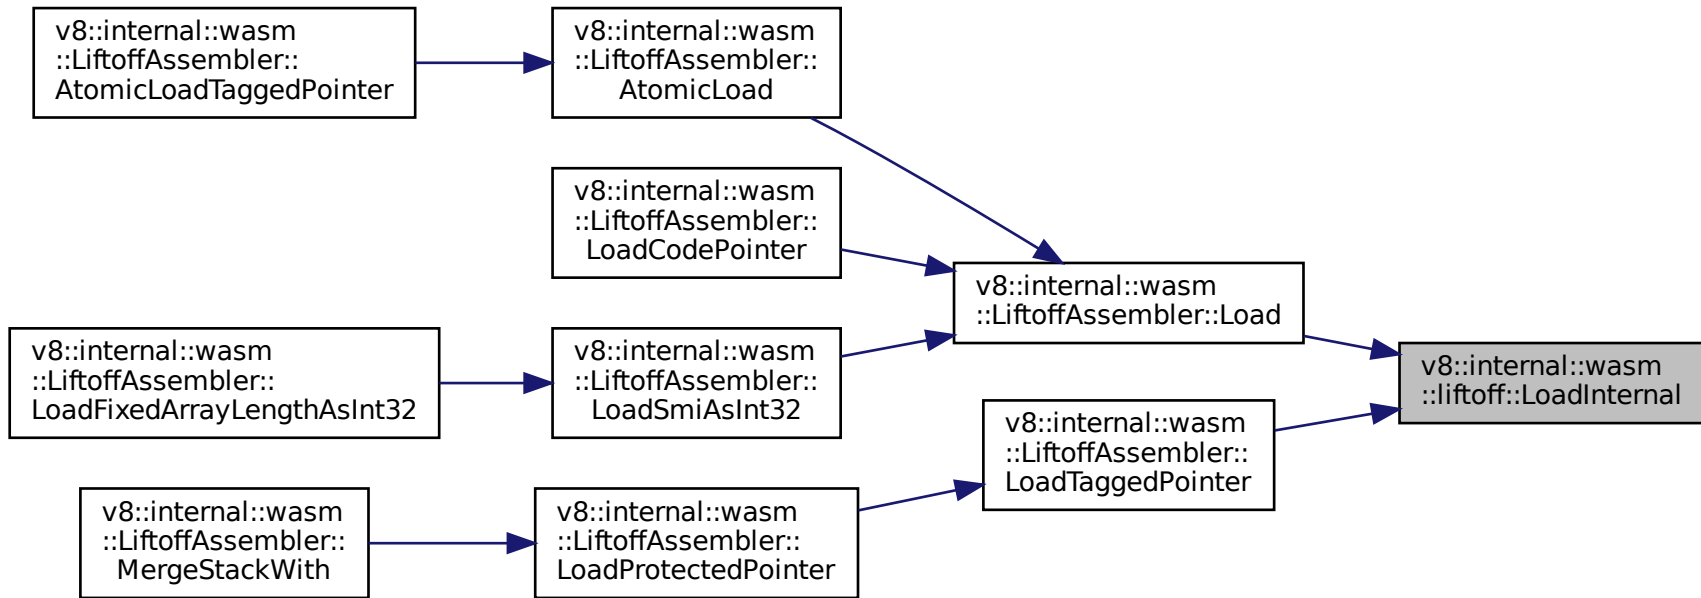 v8::internal::wasm
::LiftoffAssembler::
AtomicLoadTaggedPointer
v8::internal::wasm
::LiftoffAssembler::
AtomicLoad
v8::internal::wasm
::LiftoffAssembler::
LoadCodePointer
v8::internal::wasm
::LiftoffAssembler::Load
v8::internal::wasm
::LiftoffAssembler::
LoadFixedArrayLengthAsInt32
v8::internal::wasm
::LiftoffAssembler::
LoadSmiAsInt32
v8::internal::wasm
::liftoff::LoadInternal
v8::internal::wasm
::LiftoffAssembler::
LoadTaggedPointer
v8::internal::wasm
::LiftoffAssembler::
MergeStackWith
v8::internal::wasm
::LiftoffAssembler::
LoadProtectedPointer